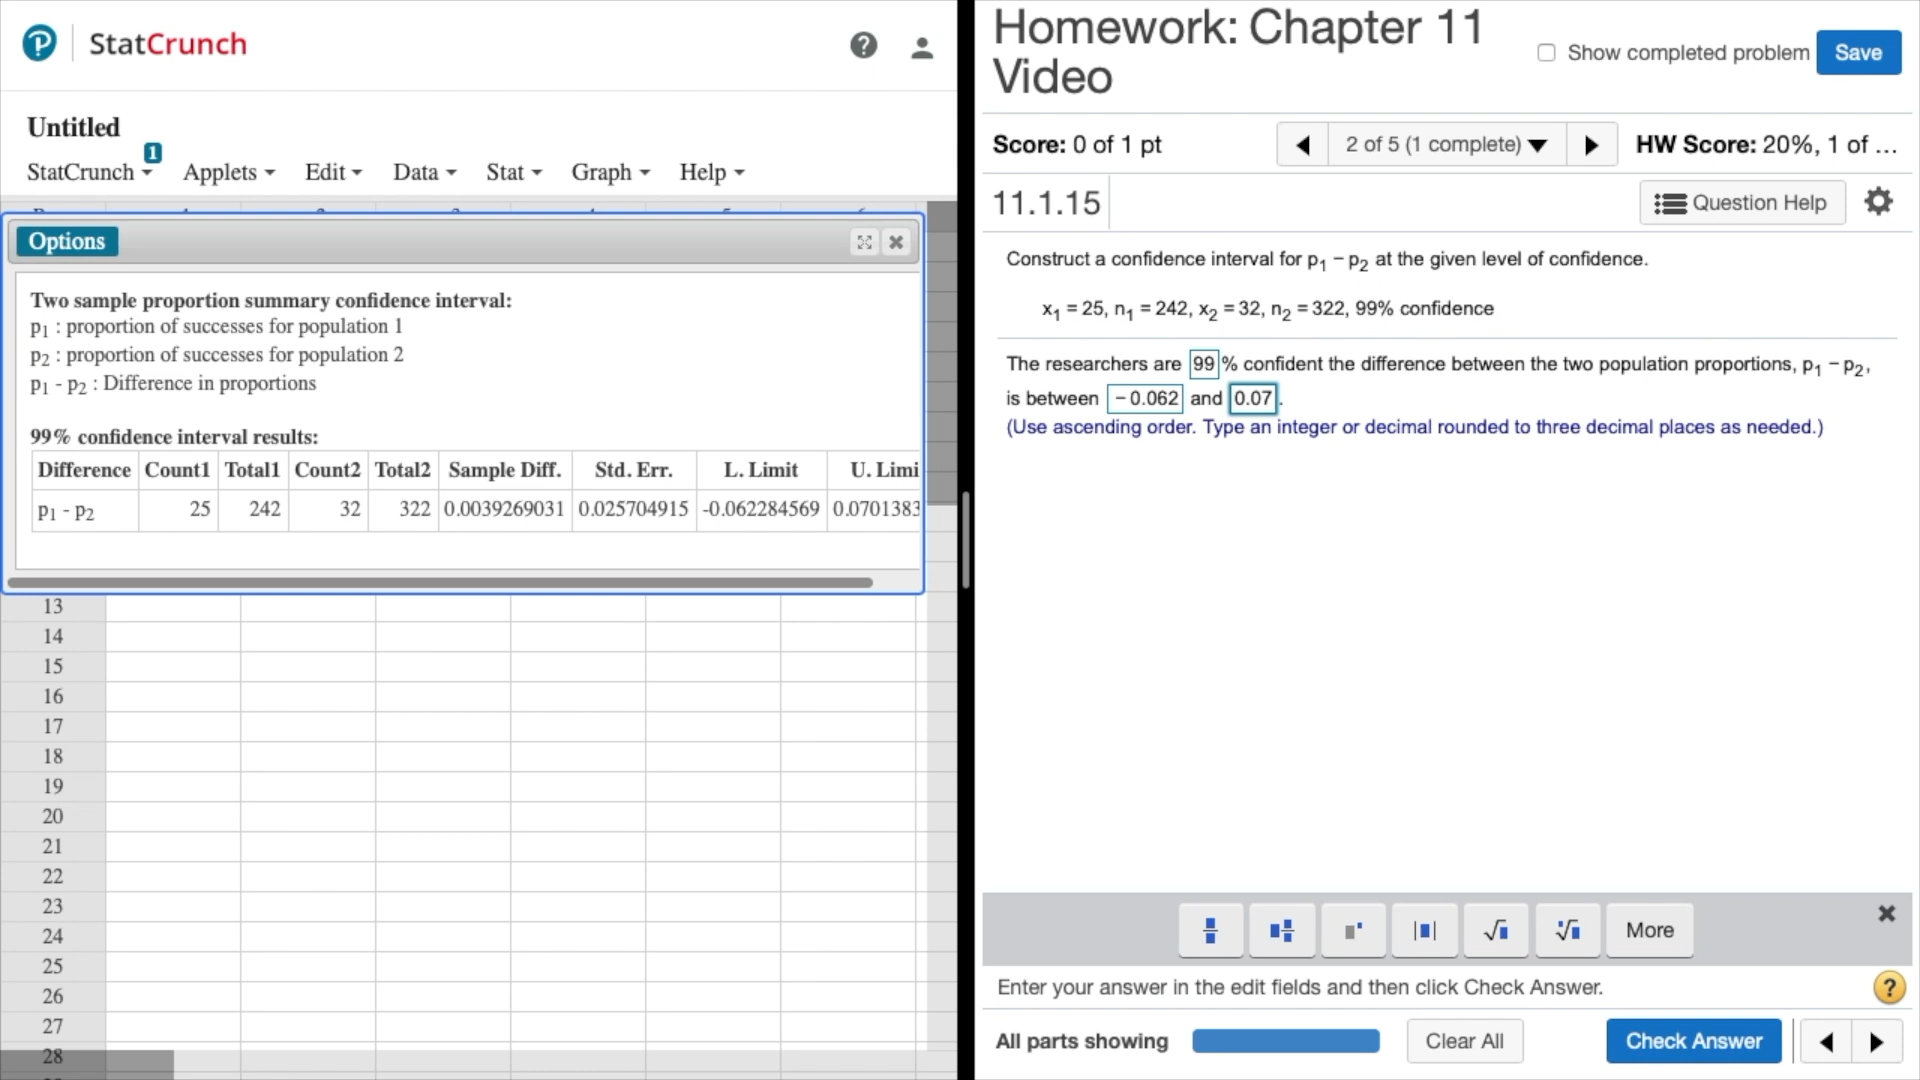 StatCrunch
Untitled
StatCrunch 1 Applets Edit Data Stat Graph Help
Options
Two sample proportion summary confidence interval:
p1 : proportion of successes for population 1
p2 : proportion of successes for population 2
p1 - p2 : Difference in proportions
99% confidence interval results:
Difference Count1 Total1 Count2 Total2 Sample Diff. Std. Err. L. Limit U. Limi
p1 - p2 25 242 32 322 0.0039269031 0.025704915 -0.062284569 0.0701383
13
14
15
16
17
18
19
20
21
22
23
24
25
26
27
28
Homework: Chapter 11
Video
Show completed problem Save
Score: 0 of 1 pt 2 of 5 (1 complete) HW Score: 20%, 1 of ...
11.1.15 Question Help
Construct a confidence interval for p1 − p2 at the given level of confidence.
x1 = 25, n1 = 242, x2 = 32, n2 = 322, 99% confidence
The researchers are 99 % confident the difference between the two population proportions, p1 − p2,
is between − 0.062 and 0.07 .
(Use ascending order. Type an integer or decimal rounded to three decimal places as needed.)
More
Enter your answer in the edit fields and then click Check Answer.
?
All parts showing Clear All Check Answer